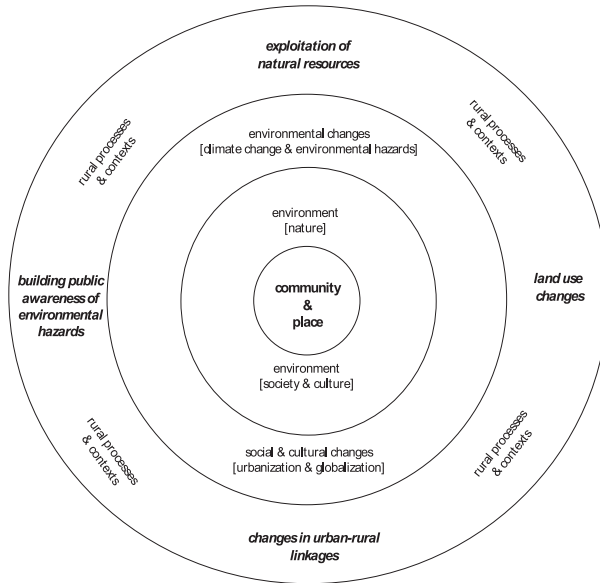 exploitation of
natural resources
rural processes
& contexts
rural processes
& contexts
environmental changes
[climate change & environmental hazards]
environment
[nature]
community
&
place
building public
awareness of
environmental
hazards
land use
changes
environment
[society & culture]
social & cultural changes
[urbanization & globalization]
rural processes
& contexts
rural processes
& contexts
changes in urban-rural
linkages